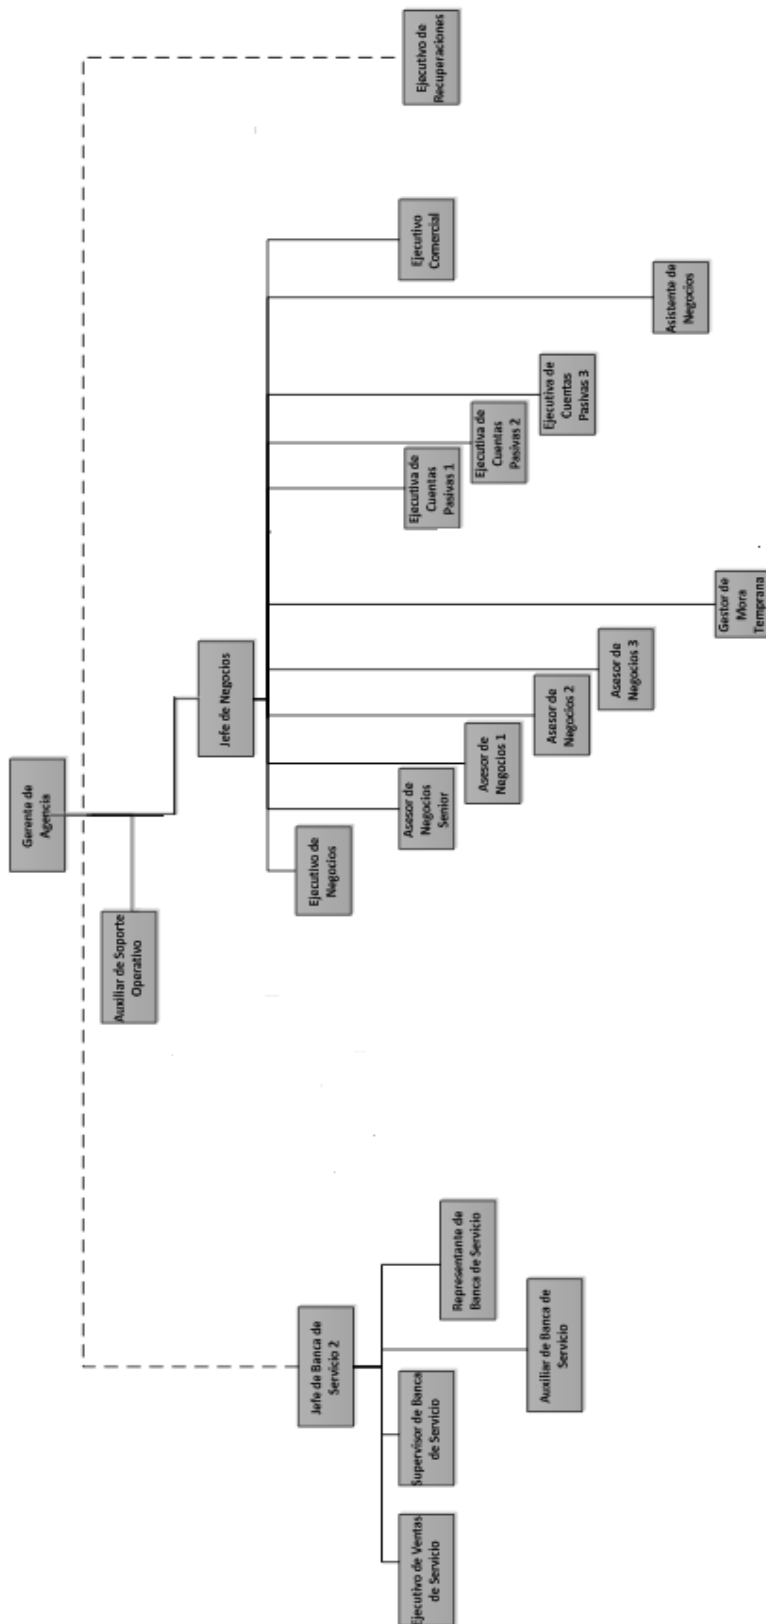 Gerente de
Agencia
Auxiliar de Soporte
Operativo
Jefe de Negocios
Jefe de Banca de
Servicio 2
Ejecutivo de Ventas
de Servicio
Supervisor de Banca
de Servicio
Auxiliar de Banca de
Servicio
Representante de
Banca de Servicio
Ejecutivo de
Negocios
Asesor de
Negocios
Senior
Asesor de
Negocios 1
Asesor de
Negocios 2
Asesor de
Negocios 3
Gestor de
Mora
Temprana
Ejecutiva de
Cuentas
Pasivas 1
Ejecutiva de
Cuentas
Pasivas 2
Ejecutiva de
Cuentas
Pasivas 3
Asistente de
Negocios
Ejecutivo
Comercial
Ejecutivo de
Recuperaciones